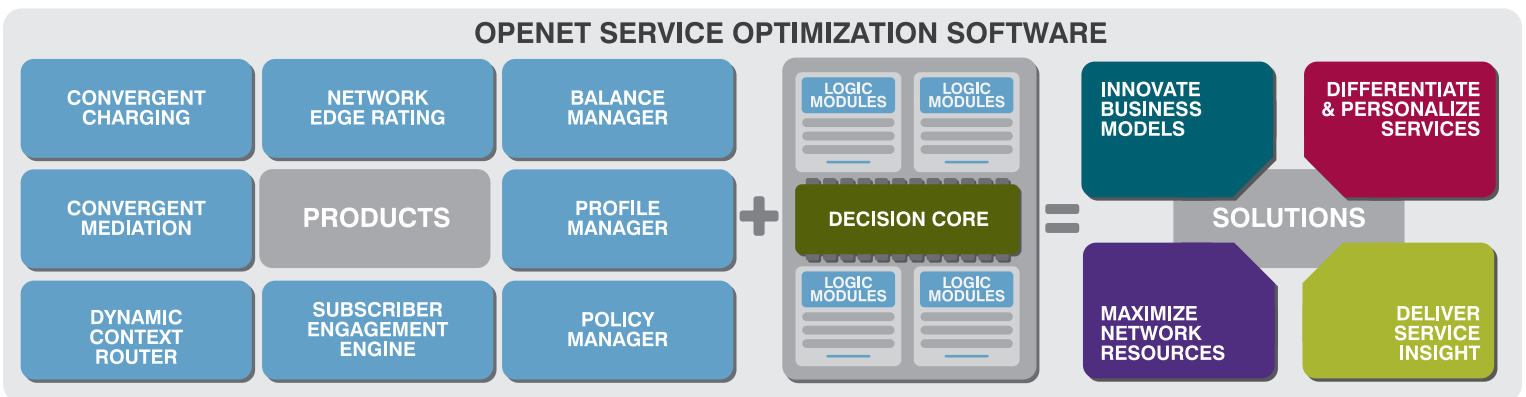 OPENET SERVICE OPTIMIZATION SOFTWARE
CONVERGENT
CHARGING
NETWORK
EDGE RATING
BALANCE
MANAGER
CONVERGENT
MEDIATION
PRODUCTS
PROFILE
MANAGER
DYNAMIC
CONTEXT
ROUTER
SUBSCRIBER
ENGAGEMENT
ENGINE
POLICY
MANAGER
+
LOGIC
MODULES
LOGIC
MODULES
DECISION CORE
LOGIC
MODULES
LOGIC
MODULES
=
INNOVATE
BUSINESS
MODELS
DIFFERENTIATE
& PERSONALIZE
SERVICES
SOLUTIONS
MAXIMIZE
NETWORK
RESOURCES
DELIVER
SERVICE
INSIGHT